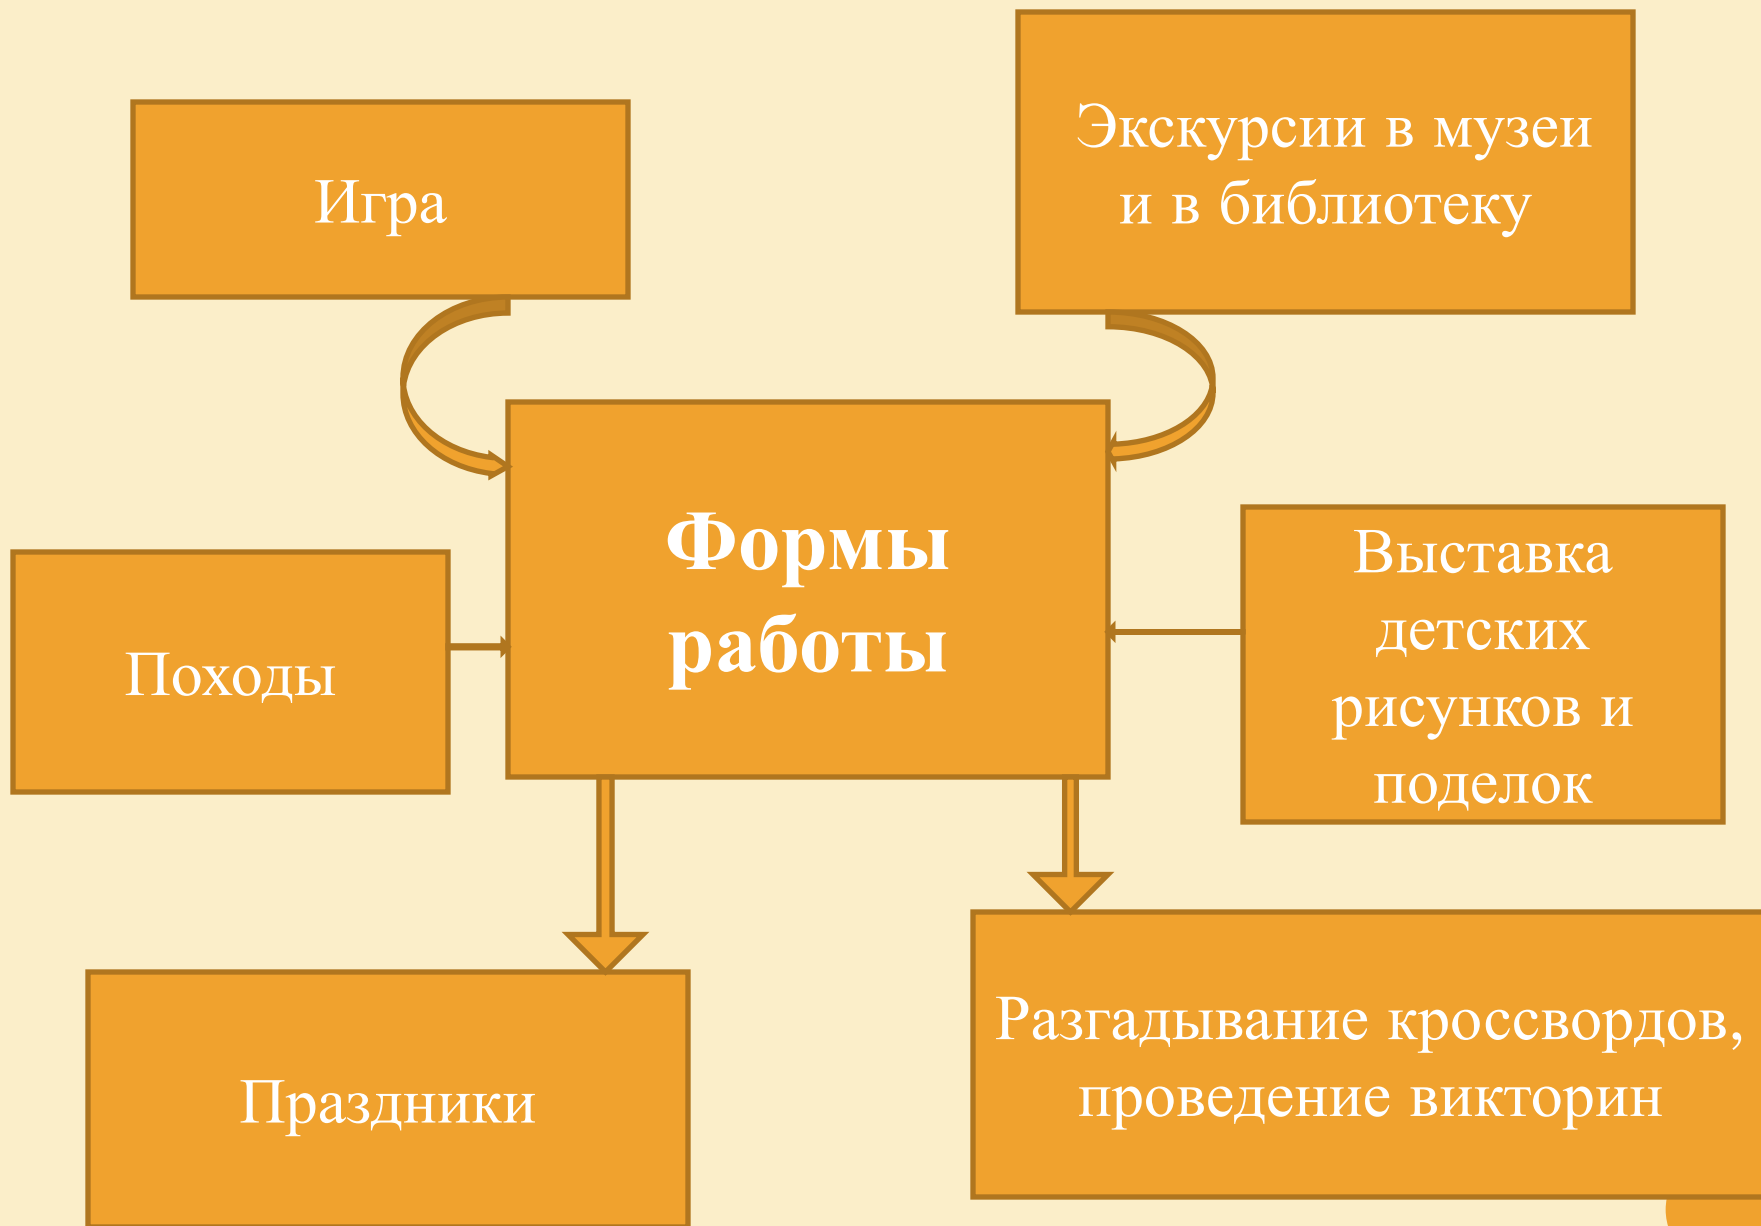 Игра
Экскурсии в музеи
и в библиотеку
Формы
работы
Походы
Выставка
детских
рисунков и
поделок
Праздники
Разгадывание кроссвордов,
проведение викторин